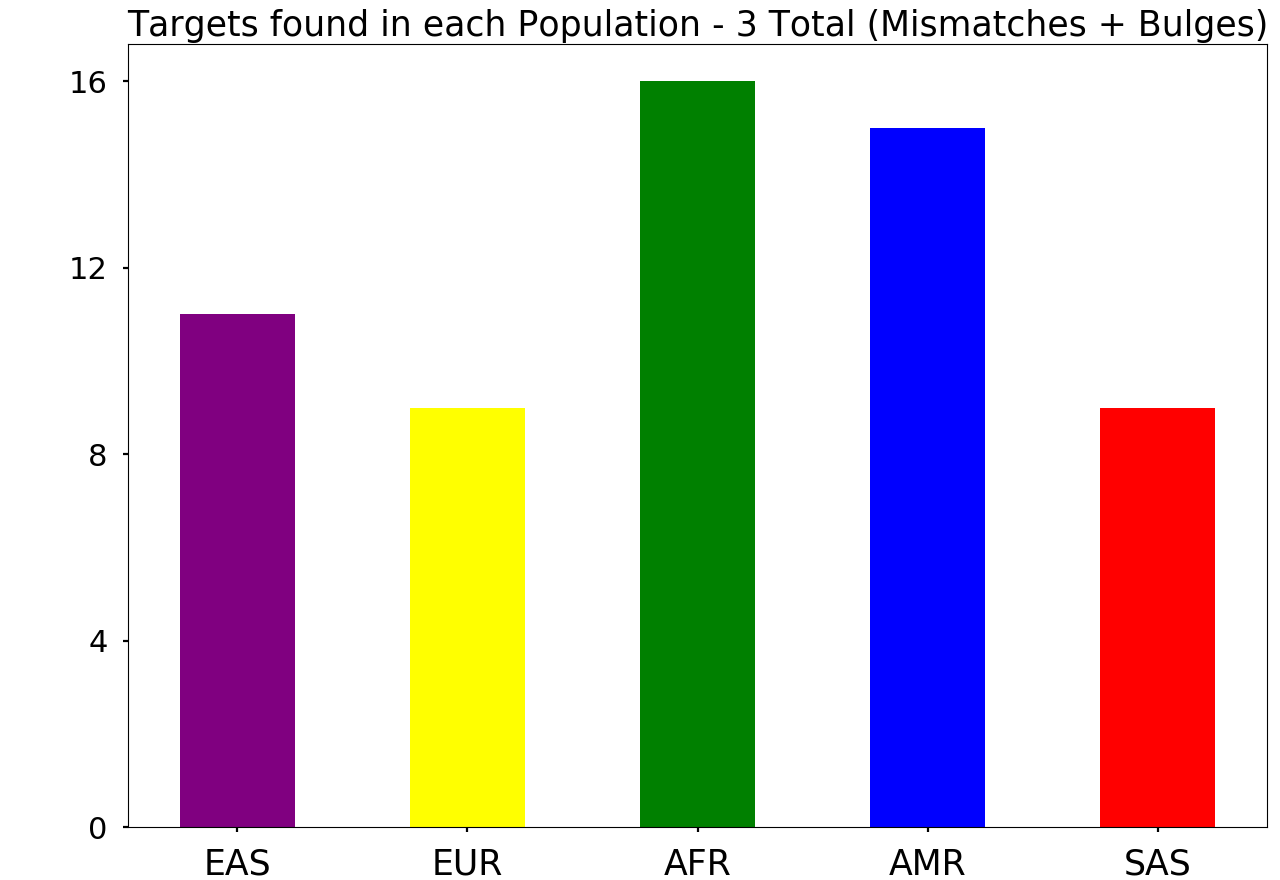 Targets found in each Population - 3 Total (Mismatches + Bulges)
16
12
8
4
0
EAS EUR AFR AMR SAS